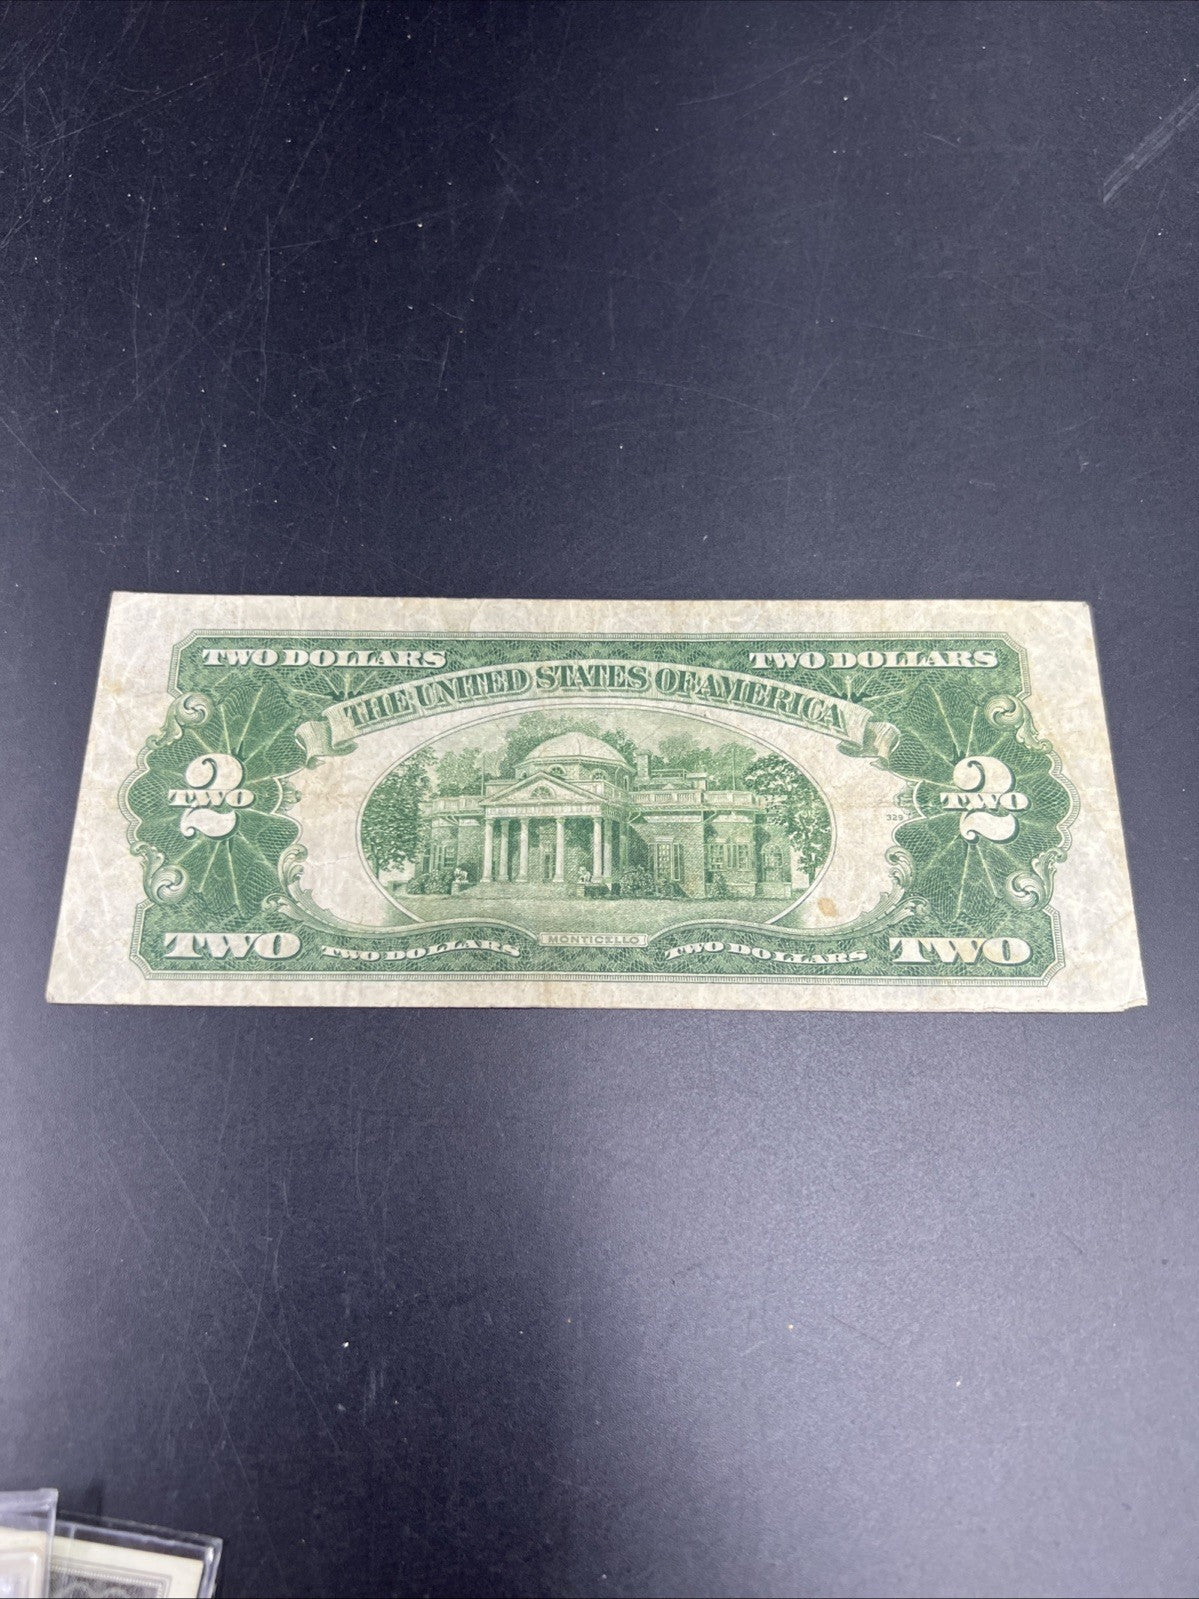 TWO DOLLARS TWO DOLLARS
THE UNITED STATES OF AMERICA
2 2
TWO TWO
329
TWO TWO DOLLARS MONTICELLO TWO DOLLARS TWO